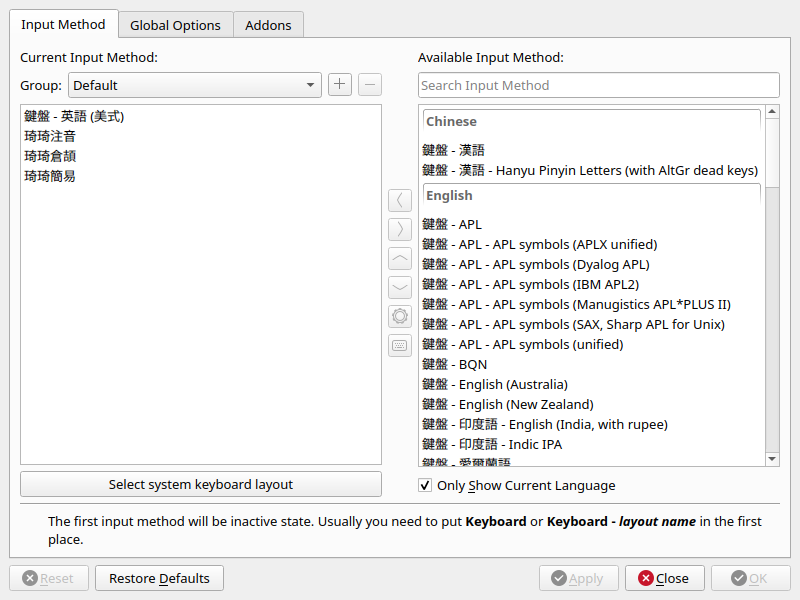 Input Method
Global Options
Addons
Current Input Method:
Group:
Default
鍵盤 - 英語 (美式)
琦琦注音
琦琦倉頡
琦琦簡易
Select system keyboard layout
Available Input Method:
Search Input Method
Chinese
鍵盤 - 漢語
鍵盤 - 漢語 - Hanyu Pinyin Letters (with AltGr dead keys)
English
鍵盤 - APL
鍵盤 - APL - APL symbols (APLX unified)
鍵盤 - APL - APL symbols (Dyalog APL)
鍵盤 - APL - APL symbols (IBM APL2)
鍵盤 - APL - APL symbols (Manugistics APL*PLUS II)
鍵盤 - APL - APL symbols (SAX, Sharp APL for Unix)
鍵盤 - APL - APL symbols (unified)
鍵盤 - BQN
鍵盤 - English (Australia)
鍵盤 - English (New Zealand)
鍵盤 - 印度語 - English (India, with rupee)
鍵盤 - 印度語 - Indic IPA
鍵盤 - 愛爾蘭語
Only Show Current Language
The first input method will be inactive state. Usually you need to put Keyboard or Keyboard - layout name in the first
place.
Reset
Restore Defaults
Apply
Close
OK